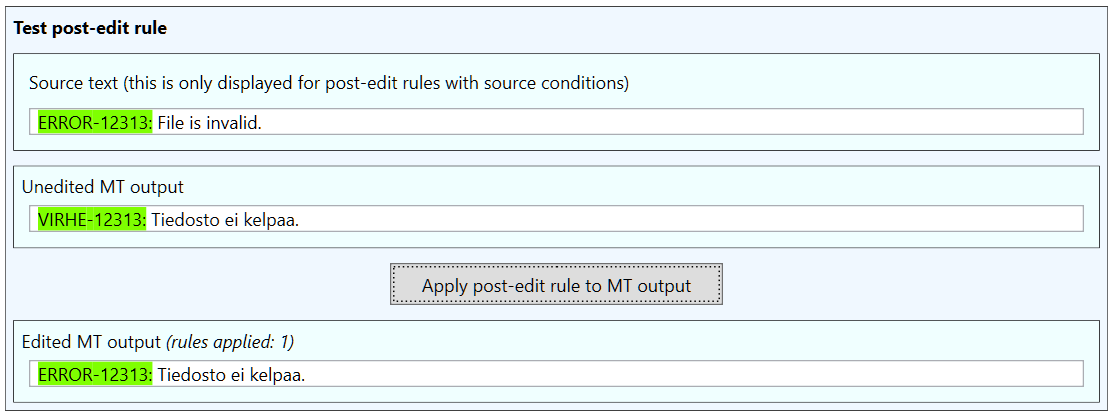 Test post-edit rule
Source text (this is only displayed for post-edit rules with source conditions)
ERROR-12313: File is invalid.
Unedited MT output
VIRHE-12313: Tiedosto ei kelpaa.
Apply post-edit rule to MT output
Edited MT output (rules applied: 1)
ERROR-12313: Tiedosto ei kelpaa.